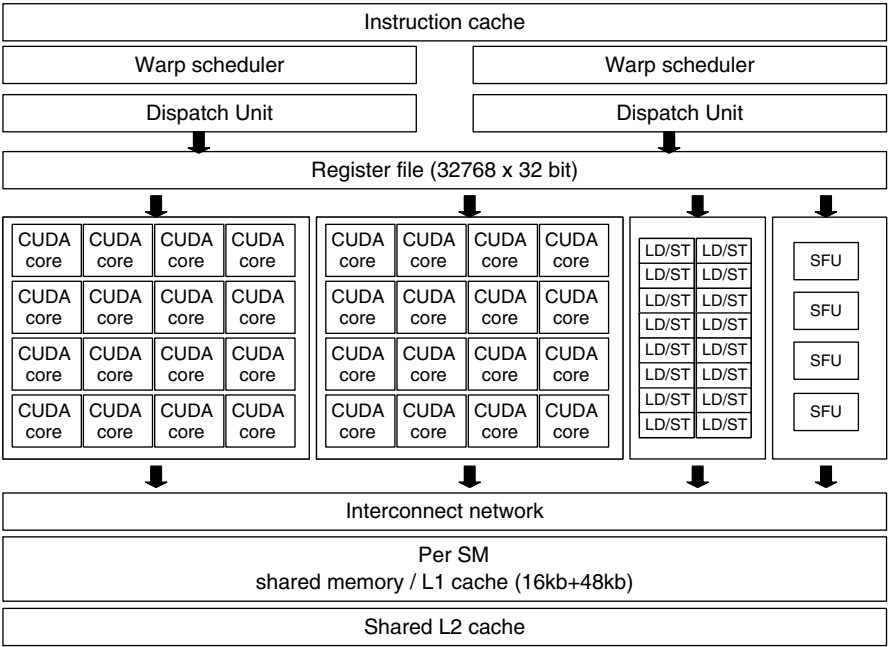 Instruction cache
Warp scheduler Warp scheduler
Dispatch Unit Dispatch Unit
Register file (32768 x 32 bit)
CUDA CUDA CUDA CUDA CUDA CUDA CUDA CUDA
core core core core core core core core
CUDA CUDA CUDA CUDA CUDA CUDA CUDA CUDA
core core core core core core core core
CUDA CUDA CUDA CUDA CUDA CUDA CUDA CUDA
core core core core core core core core
CUDA CUDA CUDA CUDA CUDA CUDA CUDA CUDA
core core core core core core core core
LD/ST LD/ST
LD/ST LD/ST
LD/ST LD/ST
LD/ST LD/ST
LD/ST LD/ST
LD/ST LD/ST
LD/ST LD/ST
LD/ST LD/ST
SFU
SFU
SFU
SFU
Interconnect network
Per SM
shared memory / L1 cache (16kb+48kb)
Shared L2 cache